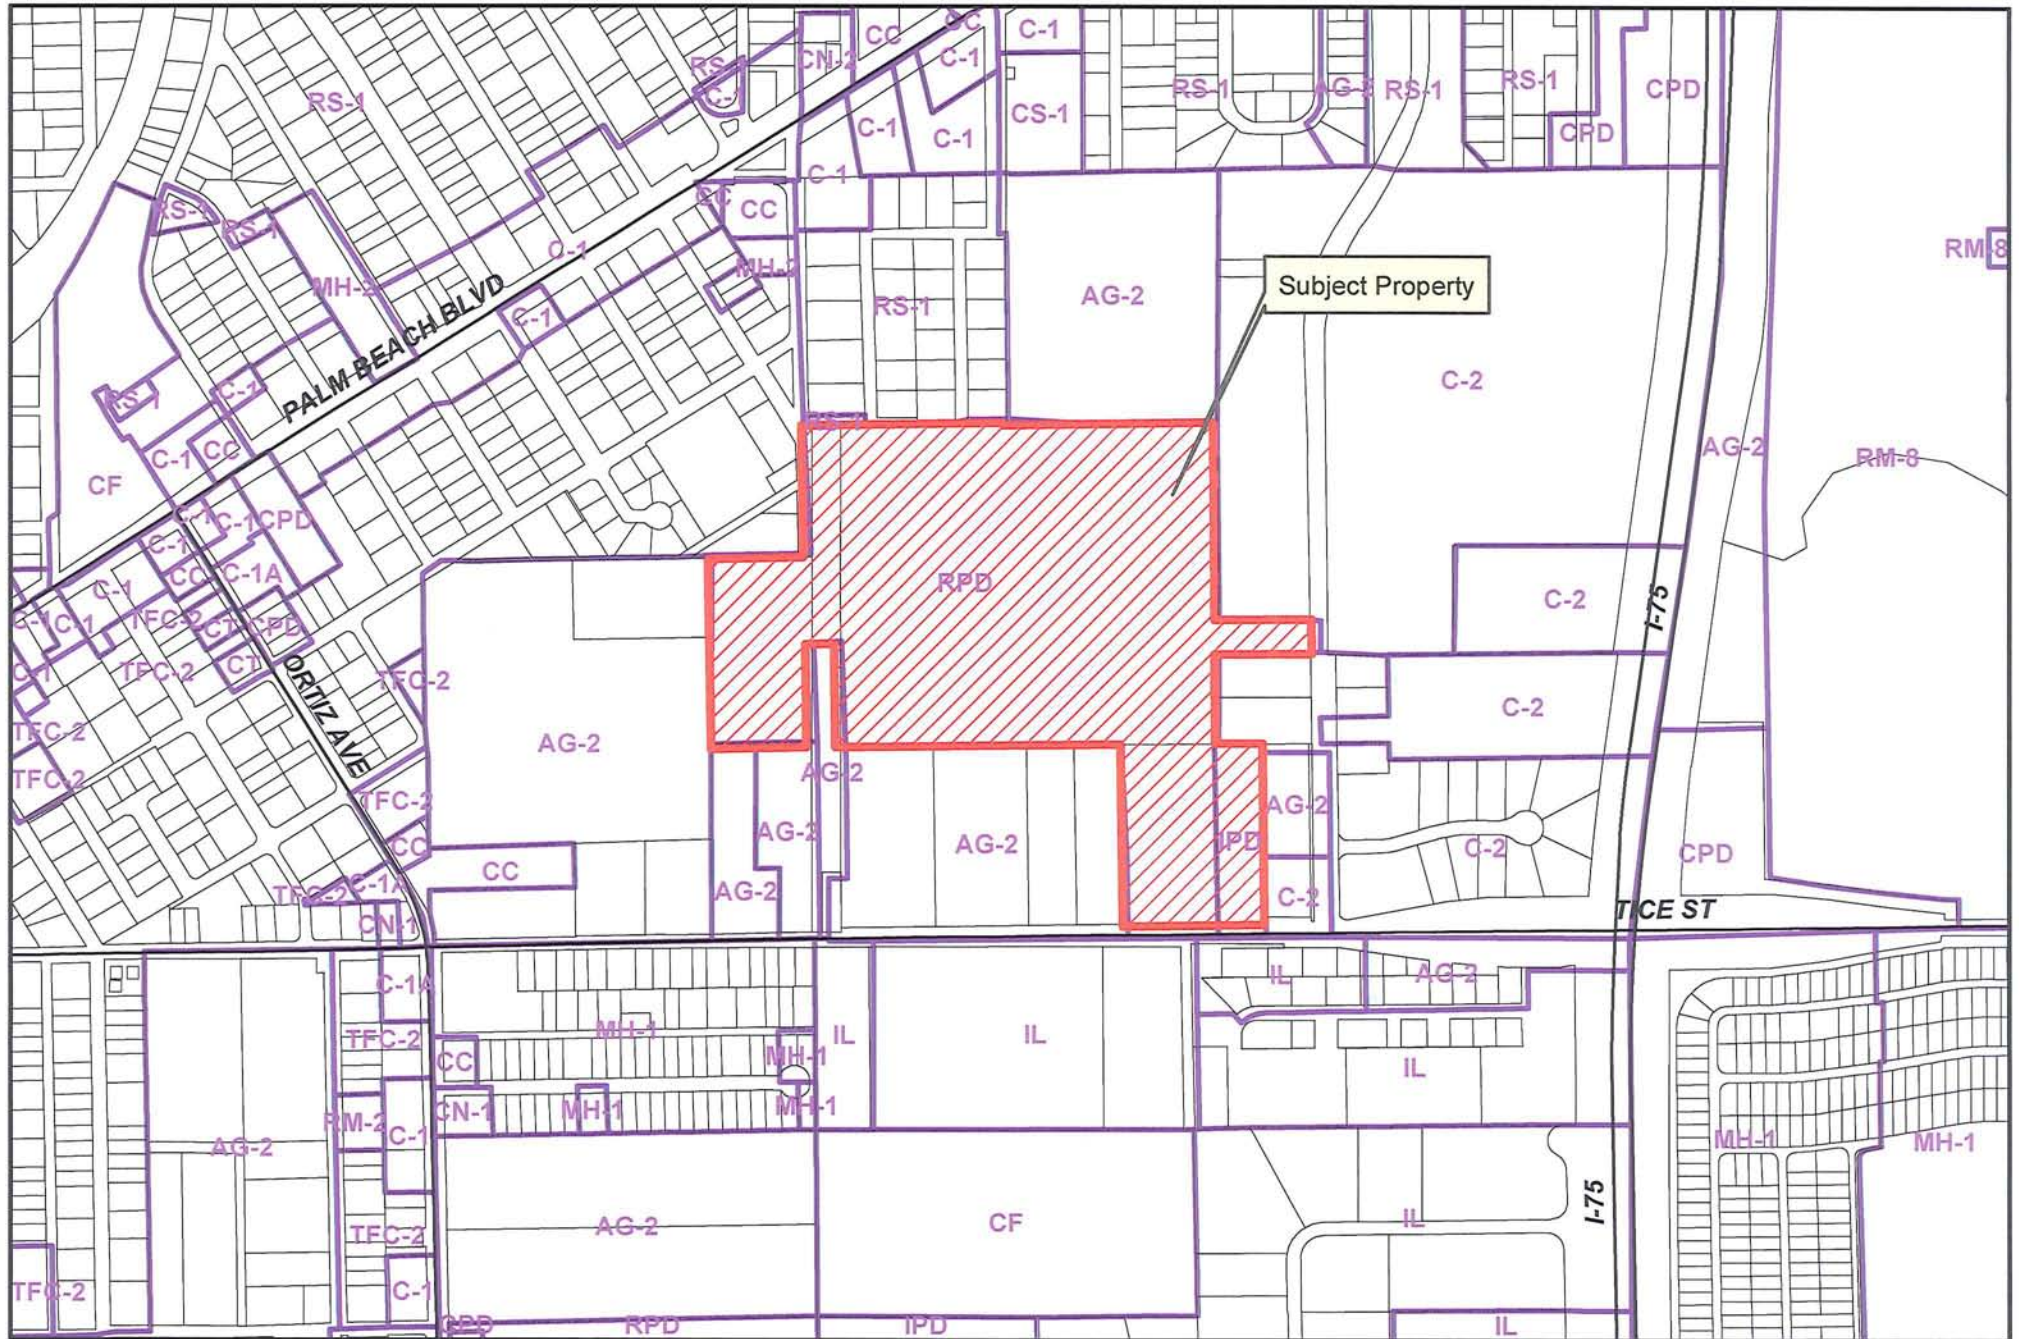 CC
C-1
CC
RS-1
CN-2
C-1
RS-1
C-1
RS-1
AG-2
RS-1
RS-1
CPD
CS-1
C-1
C-1
CPD
C-1
RS-1
CC
CC
RS-1
C-1
RM-8
MH-2
MH-2
Subject Property
AG-2
RS-1
C-1
PALM BEACH BLVD
C-2
RS-1
C-1
RS-1
AG-2
RM-8
C-1
CC
CF
C-1
C-1
CPD
C-1
CC
C-1A
C-1
RPD
C-2
I-75
C-1
C-1
TFC-2
CT
CPD
C-1
TFC-2
CT
TFC-2
ORTIZ AVE
C-2
TFC-2
AG-2
AG-2
TFC-2
TFC-2
AG-2
AG-2
AG-2
IPD
CC
C-2
CPD
CC
AG-2
C-2
TFC-2
C-1A
TICE ST
CN-1
C-1A
IL
AG-2
TFC-2
MH-1
IL
IL
CC
MH-1
IL
CN-1
MH-1
MH-1
RM-2
C-1
AG-2
MH-1
MH-1
I-75
AG-2
CF
IL
TFC-2
TFC-2
C-1
CPD
RPD
IPD
IL